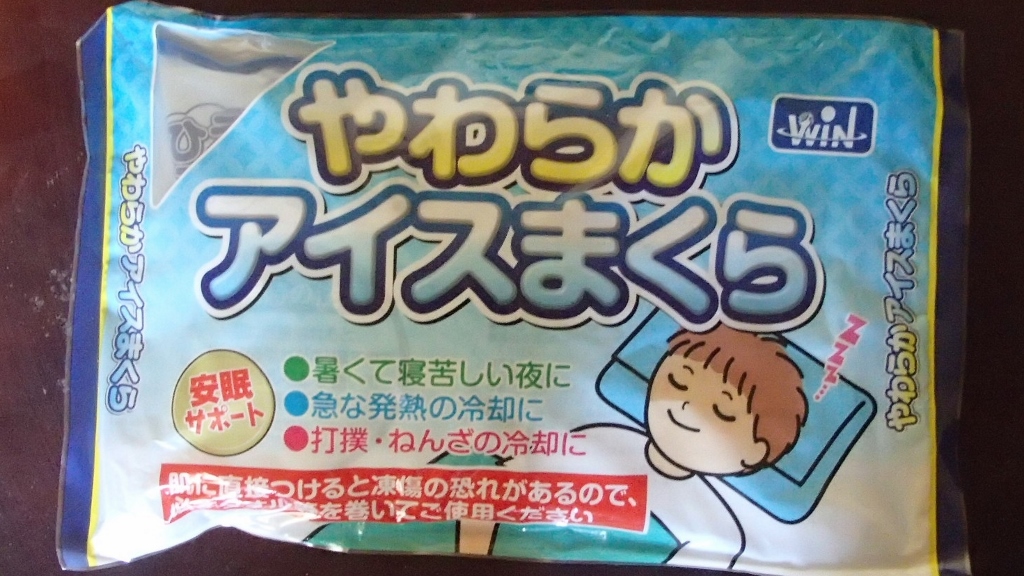 やわらか
アイスまくら
WiN
やわらかアイスまくら
やわらかアイスまくら
安眠
サポート
●暑くて寝苦しい夜に
●急な発熱の冷却に
●打撲・ねんざの冷却に
ZZZZ...
肌に直接つけると凍傷の恐れがあるので、
を巻いてご使用ください